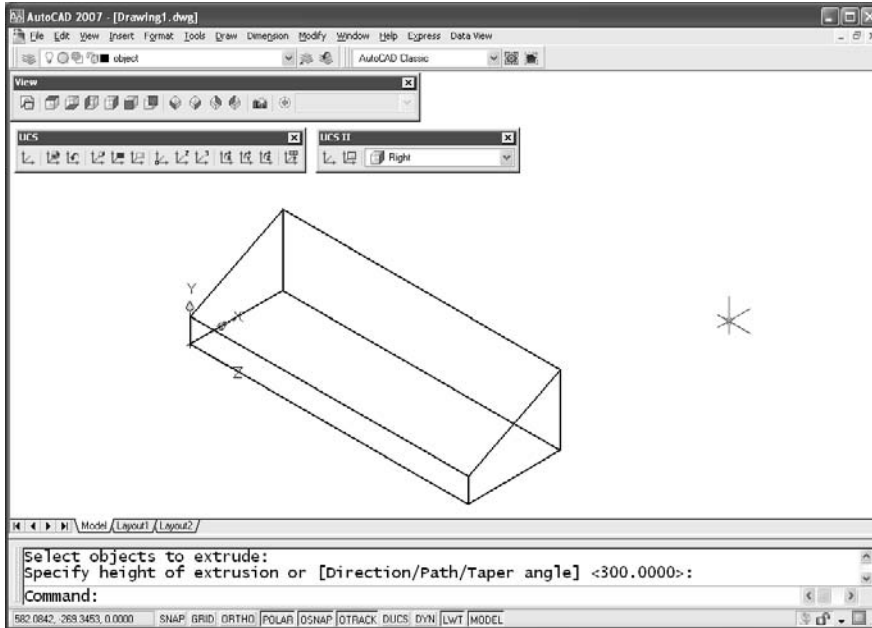 AutoCAD 2007 - [Drawing1.dwg]
File Edit View Insert Format Tools Draw Dimension Modify Window Help Express Data View
object
AutoCAD Classic
View
UCS
UCS II
Right
Y
X
Z
Model Layout1 Layout2
Select objects to extrude:
Specify height of extrusion or [Direction/Path/Taper angle] <300.0000>:
Command:
582.0842, -269.3453, 0.0000 SNAP GRID ORTHO POLAR OSNAP OTRACK DUCS DYN LWT MODEL